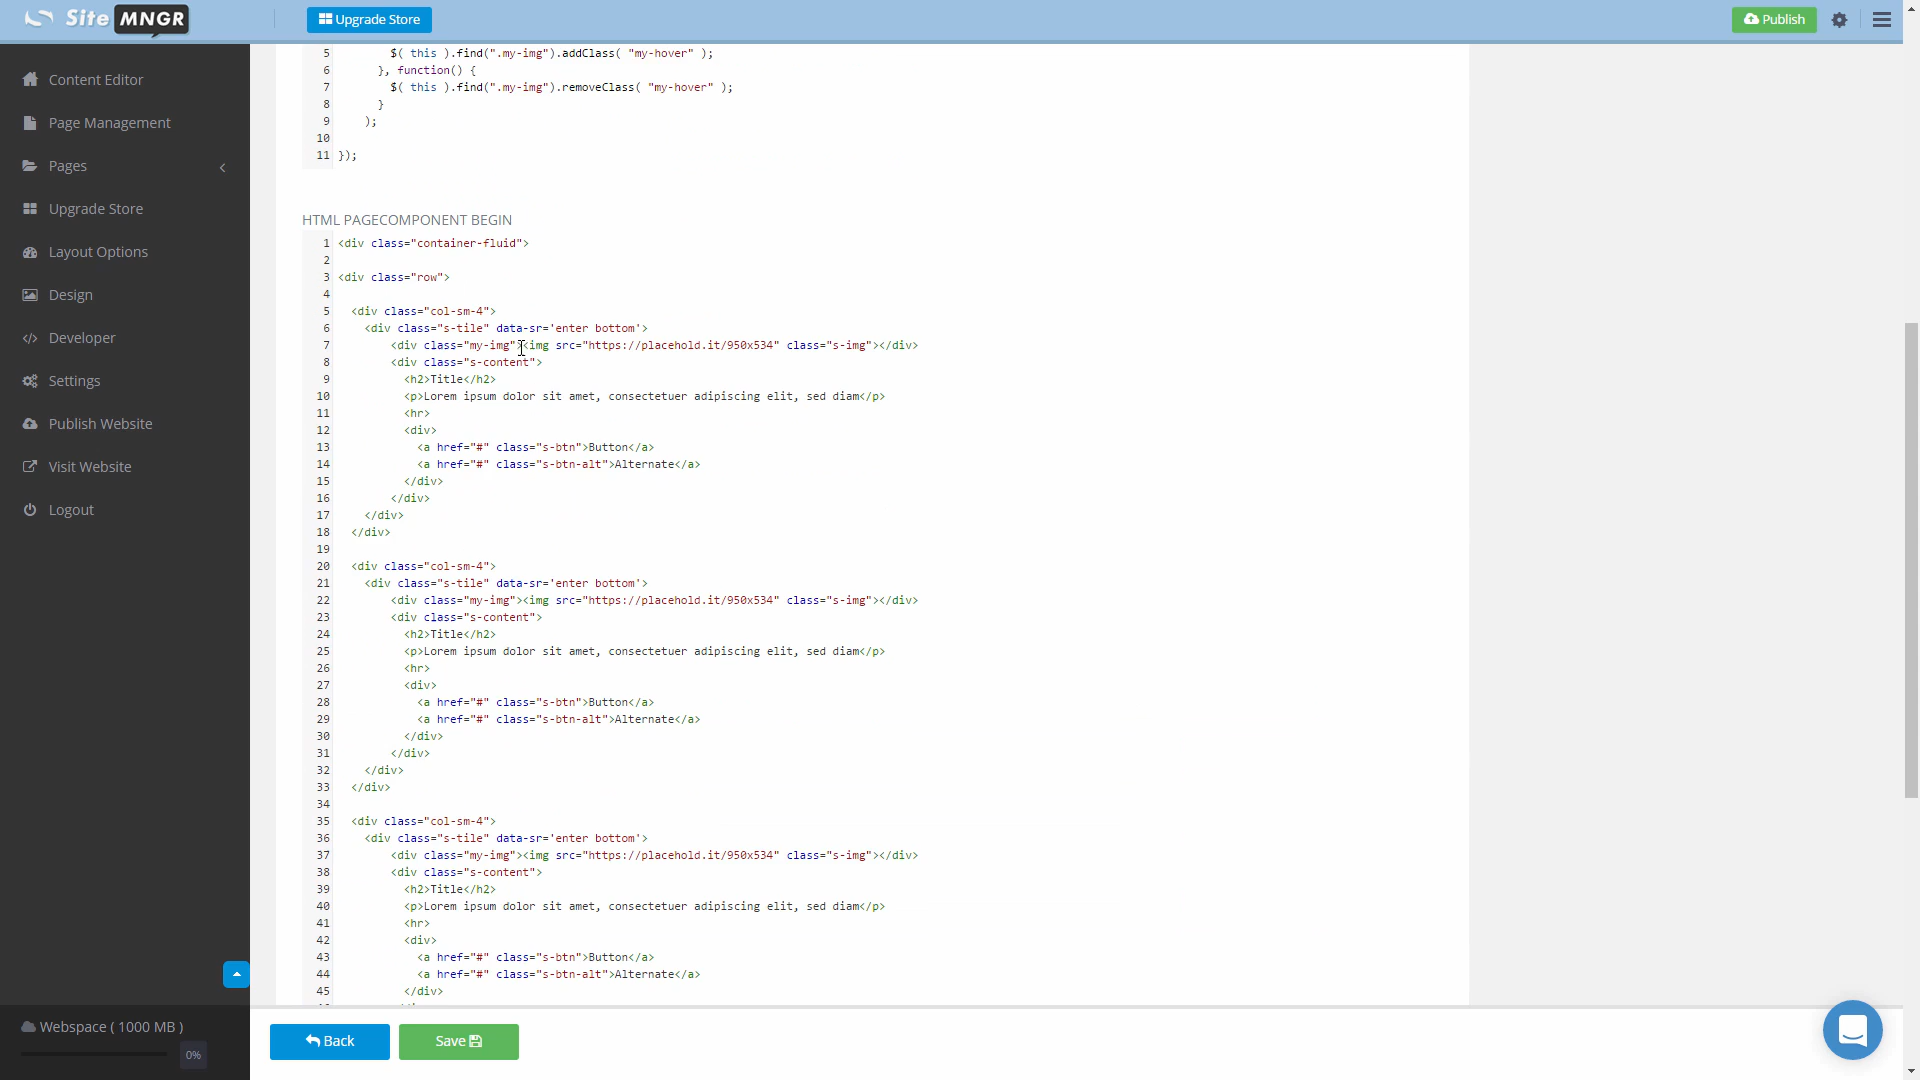 Site MNGR
Upgrade Store
Publish
Content Editor
Page Management
Pages
Upgrade Store
Layout Options
Design
Developer
Settings
Publish Website
Visit Website
Logout
Webspace ( 1000 MB )
0%
5 $( this ).find(".my-img").addClass( "my-hover" );
6 }, function() {
7 $( this ).find(".my-img").removeClass( "my-hover" );
8 }
9 );
10
11 });
HTML PAGECOMPONENT BEGIN
1 <div class="container-fluid">
2
3 <div class="row">
4
5 <div class="col-sm-4">
6 <div class="s-tile" data-sr='enter bottom'>
7 <div class="my-img"><img src="https://placehold.it/950x534" class="s-img"></div>
8 <div class="s-content">
9 <h2>Title</h2>
10 <p>Lorem ipsum dolor sit amet, consectetuer adipiscing elit, sed diam</p>
11 <hr>
12 <div>
13 <a href="#" class="s-btn">Button</a>
14 <a href="#" class="s-btn-alt">Alternate</a>
15 </div>
16 </div>
17 </div>
18 </div>
19
20 <div class="col-sm-4">
21 <div class="s-tile" data-sr='enter bottom'>
22 <div class="my-img"><img src="https://placehold.it/950x534" class="s-img"></div>
23 <div class="s-content">
24 <h2>Title</h2>
25 <p>Lorem ipsum dolor sit amet, consectetuer adipiscing elit, sed diam</p>
26 <hr>
27 <div>
28 <a href="#" class="s-btn">Button</a>
29 <a href="#" class="s-btn-alt">Alternate</a>
30 </div>
31 </div>
32 </div>
33 </div>
34
35 <div class="col-sm-4">
36 <div class="s-tile" data-sr='enter bottom'>
37 <div class="my-img"><img src="https://placehold.it/950x534" class="s-img"></div>
38 <div class="s-content">
39 <h2>Title</h2>
40 <p>Lorem ipsum dolor sit amet, consectetuer adipiscing elit, sed diam</p>
41 <hr>
42 <div>
43 <a href="#" class="s-btn">Button</a>
44 <a href="#" class="s-btn-alt">Alternate</a>
45 </div>
Back
Save